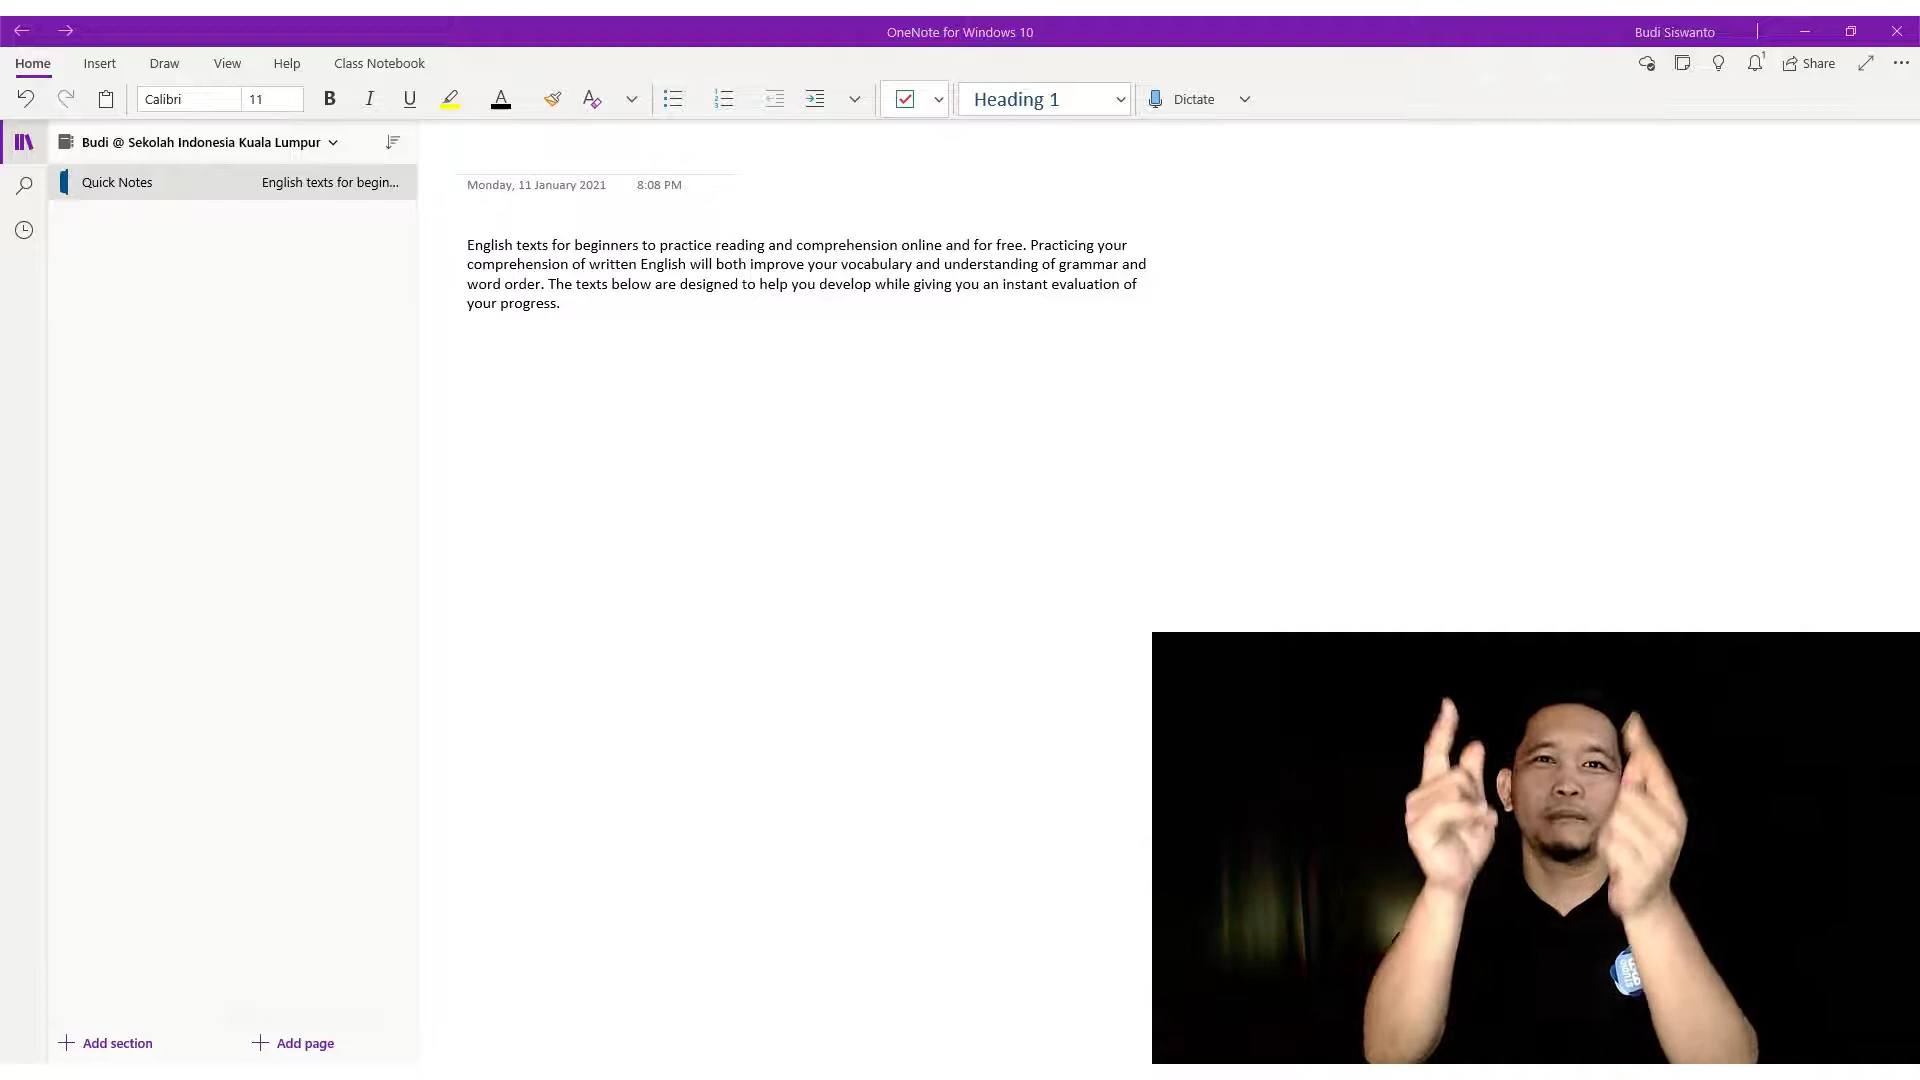 OneNote for Windows 10
Budi Siswanto
Home Insert Draw View Help Class Notebook
1
Share
Calibri 11 B I U A A Heading 1 Dictate
Budi @ Sekolah Indonesia Kuala Lumpur
Quick Notes English texts for begin...
Monday, 11 January 2021 8:08 PM
English texts for beginners to practice reading and comprehension online and for free. Practicing your
comprehension of written English will both improve your vocabulary and understanding of grammar and
word order. The texts below are designed to help you develop while giving you an instant evaluation of
your progress.
Add section Add page